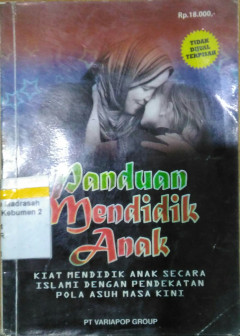 Rp.18.000,-
TIDAK
DIJUAL
TERPISAH
Panduan
Mendidik
Anak
Madrasah
Kebumen 2
KIAT MENDIDIK ANAK SECARA
ISLAMI DENGAN PENDEKATAN
POLA ASUH MASA KINI
PT VARIAPOP GROUP